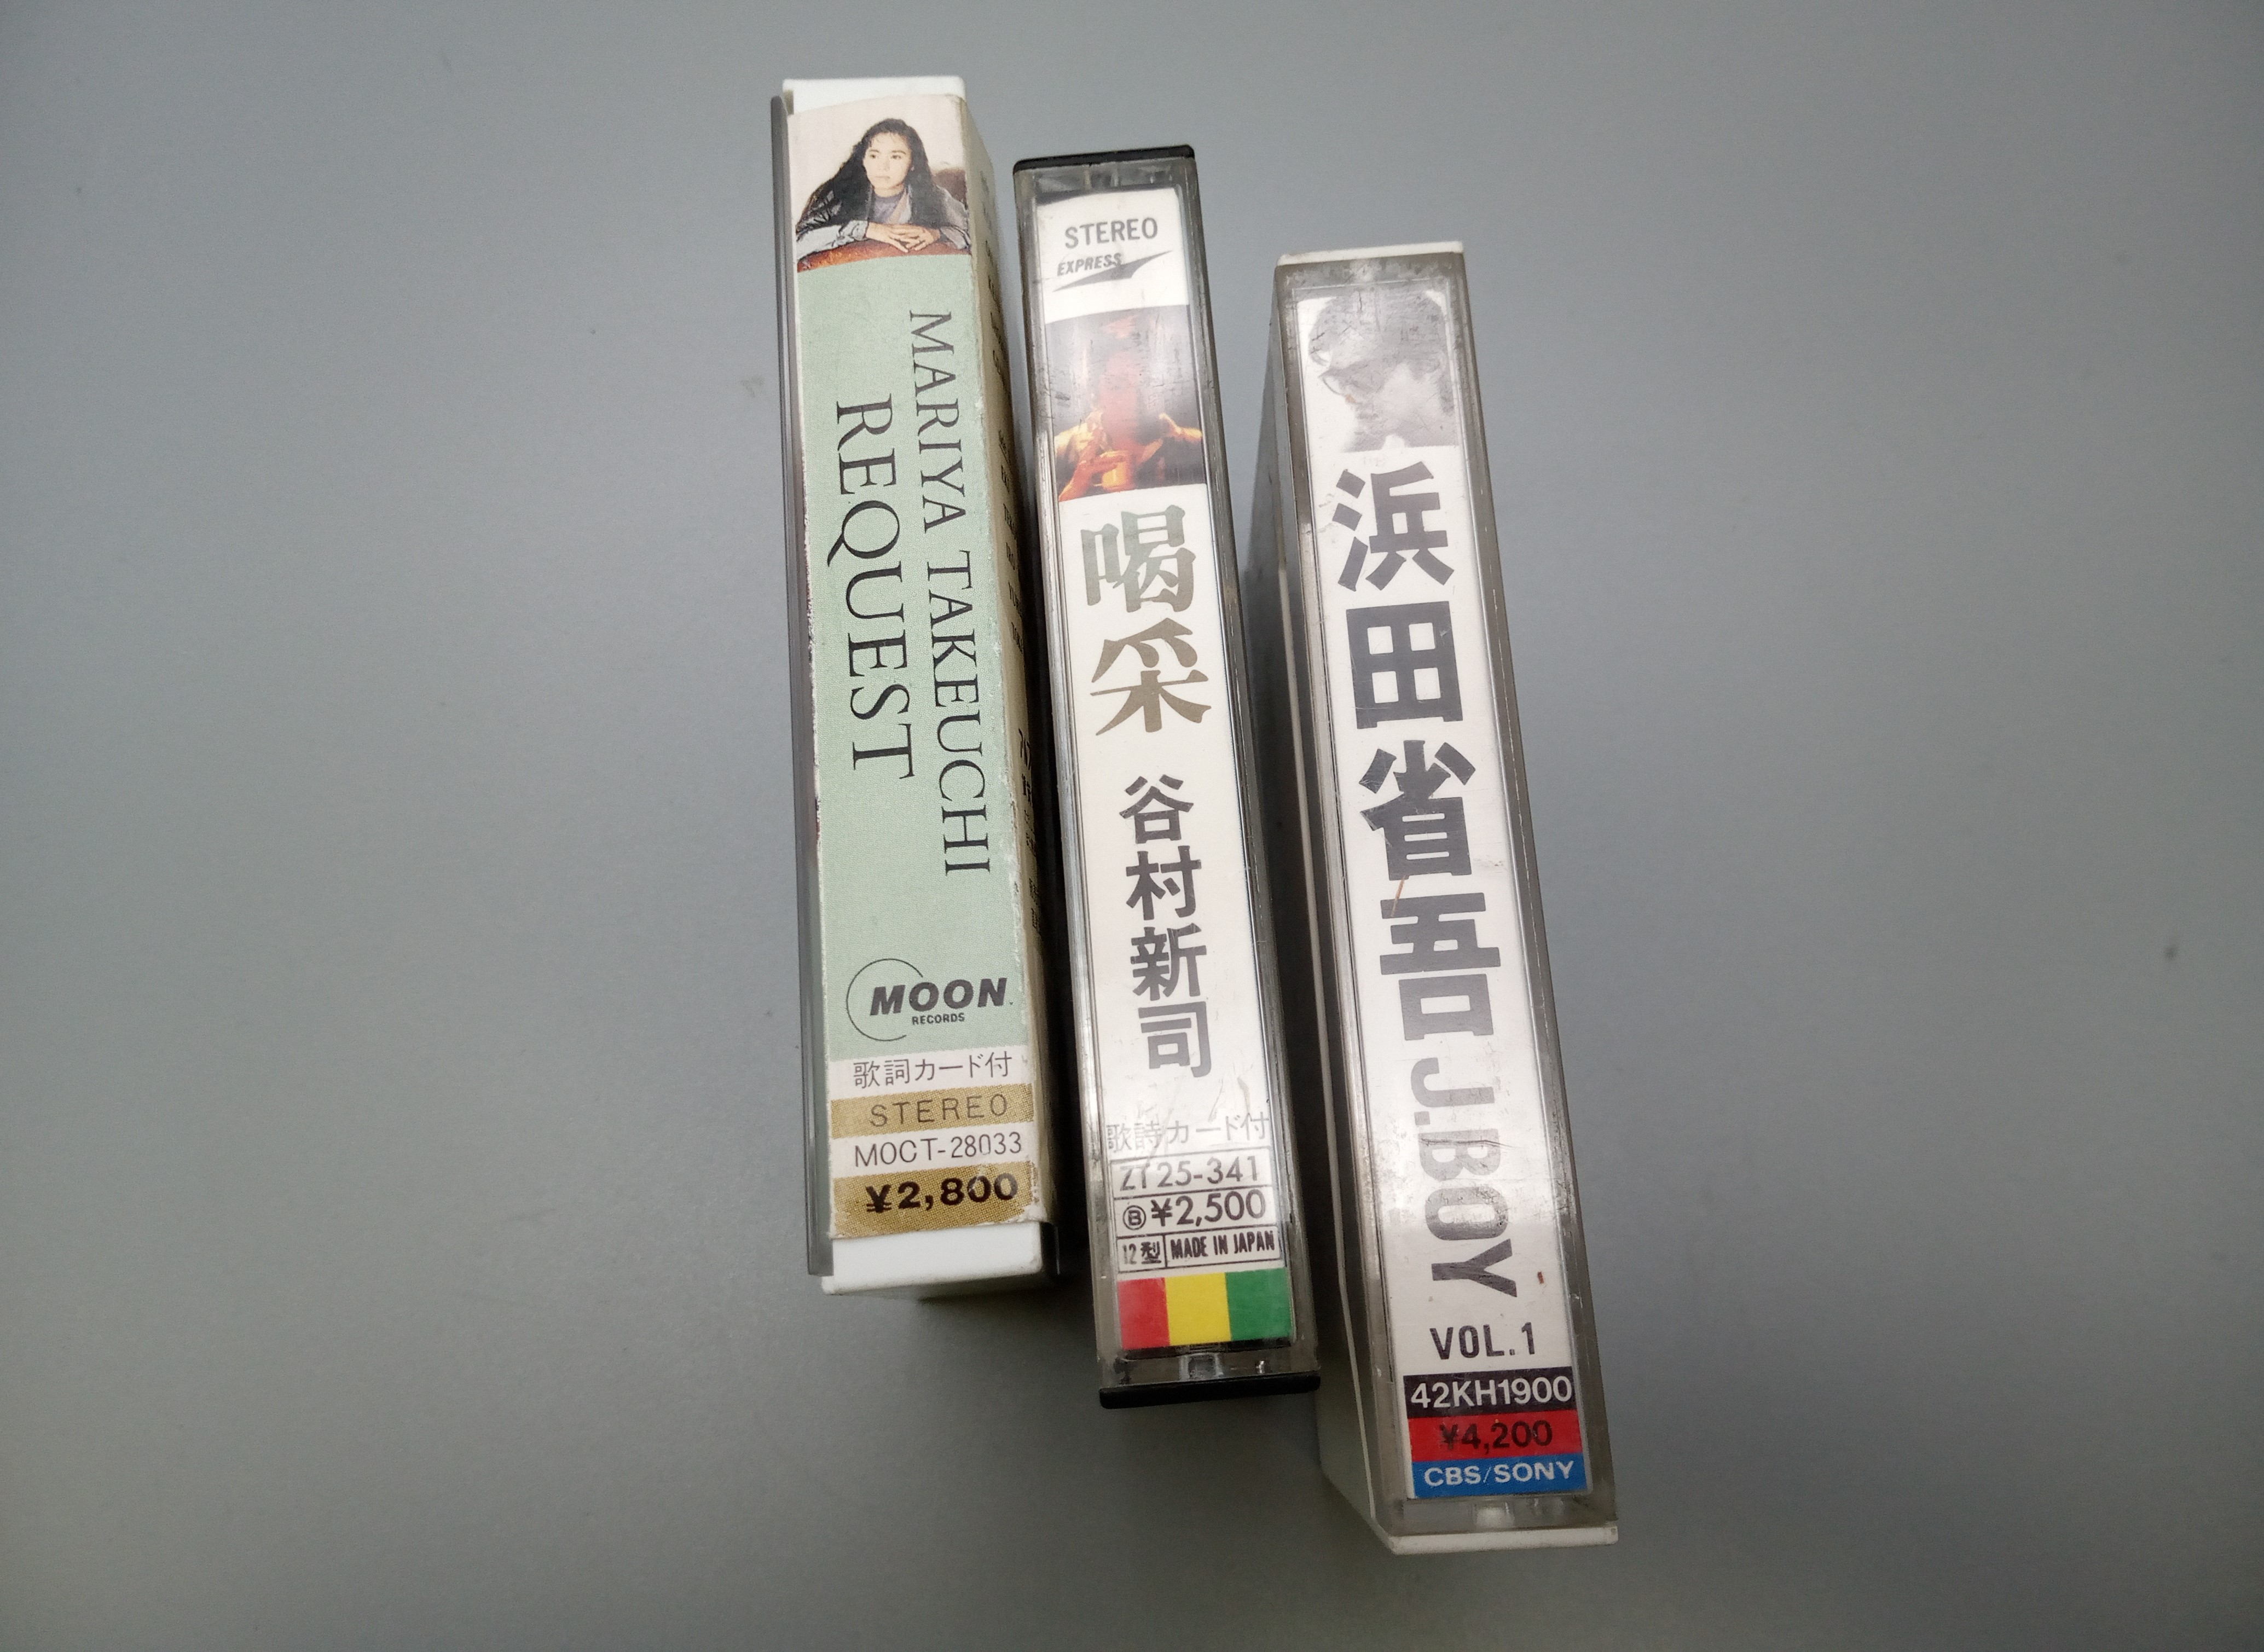 MARIYA TAKEUCHI
REQUEST
MOON
RECORDS
歌詞カード付
STEREO
MOCT-28033
¥2,800
STEREO
EXPRESS
喝采
谷村新司
歌詩カード付
ZT25-341
Ⓑ¥2,500
12型 MADE IN JAPAN
浜田省吾 J.BOY
VOL.1
42KH1900
¥4,200
CBS/SONY